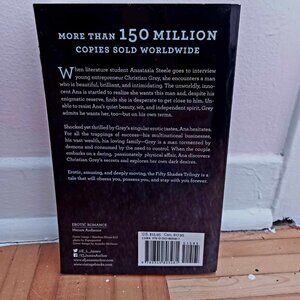 MORE THAN 150 MILLION
COPIES SOLD WORLDWIDE
When literature student Anastasia Steele goes to interview
young entrepreneur Christian Grey, she encounters a man
who is beautiful, brilliant, and intimidating. The unworldly, innocent
Ana is startled to realize she wants this man and, despite
his enigmatic reserve, finds she is desperate to get close to him. Unable
to resist Ana's quiet beauty, wit, and independent spirit, Grey
admits he wants her, too—but on his own terms.
Shocked yet thrilled by Grey's singular erotic tastes, Ana hesitates.
For all the trappings of success—his multinational businesses,
his vast wealth, his loving family—Grey is a man tormented by
demons and consumed by the need to control. When the couple
embarks on a daring, passionately physical affair, Ana discovers
Christian Grey's secrets and explores her own dark desires.
Erotic, amusing, and deeply moving, the Fifty Shades Trilogy is a
tale that will obsess you, possess you, and stay with you forever.
EROTIC ROMANCE
Mature Audience